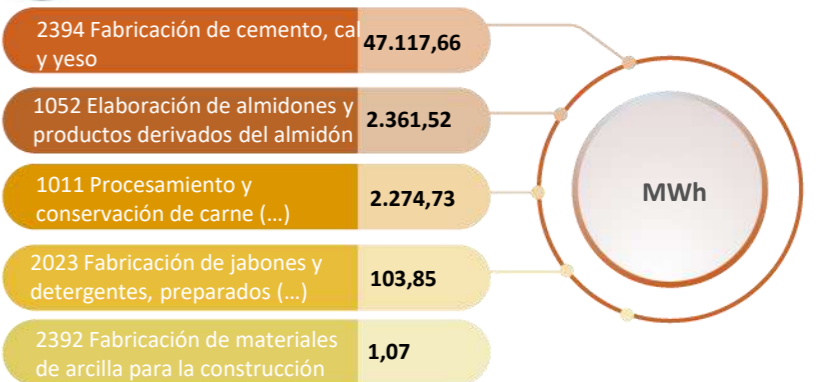 2394 Fabricación de cemento, cal
y yeso
47.117,66
1052 Elaboración de almidones y
productos derivados del almidón
2.361,52
1011 Procesamiento y
conservación de carne (...)
2.274,73
2023 Fabricación de jabones y
detergentes, preparados (...)
103,85
2392 Fabricación de materiales
de arcilla para la construcción
1,07
MWh